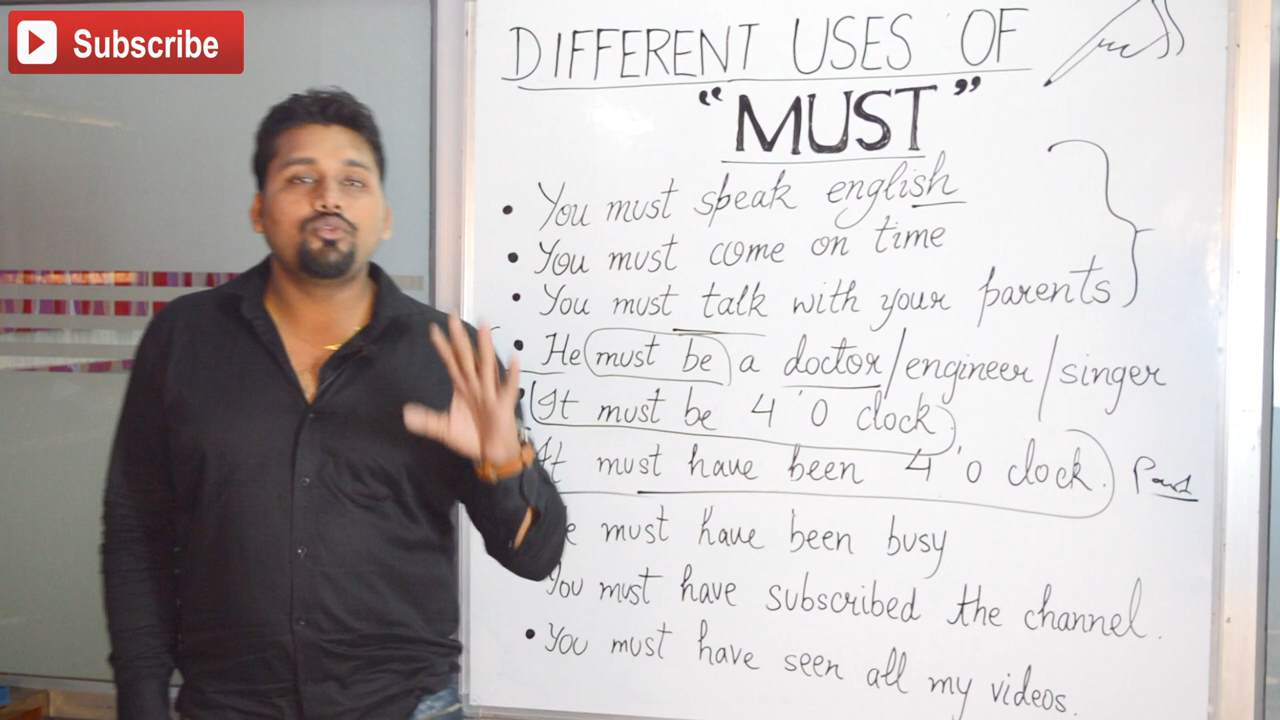 Subscribe
DIFFERENT USES OF
"MUST"
• You must speak english
• You must come on time
• You must talk with your parents
• He must be a doctor/engineer/singer
It must be 4 'O clock
It must have been 4 'O clock. Past
e must have been busy
You must have subscribed the channel.
• You must have seen all my videos.